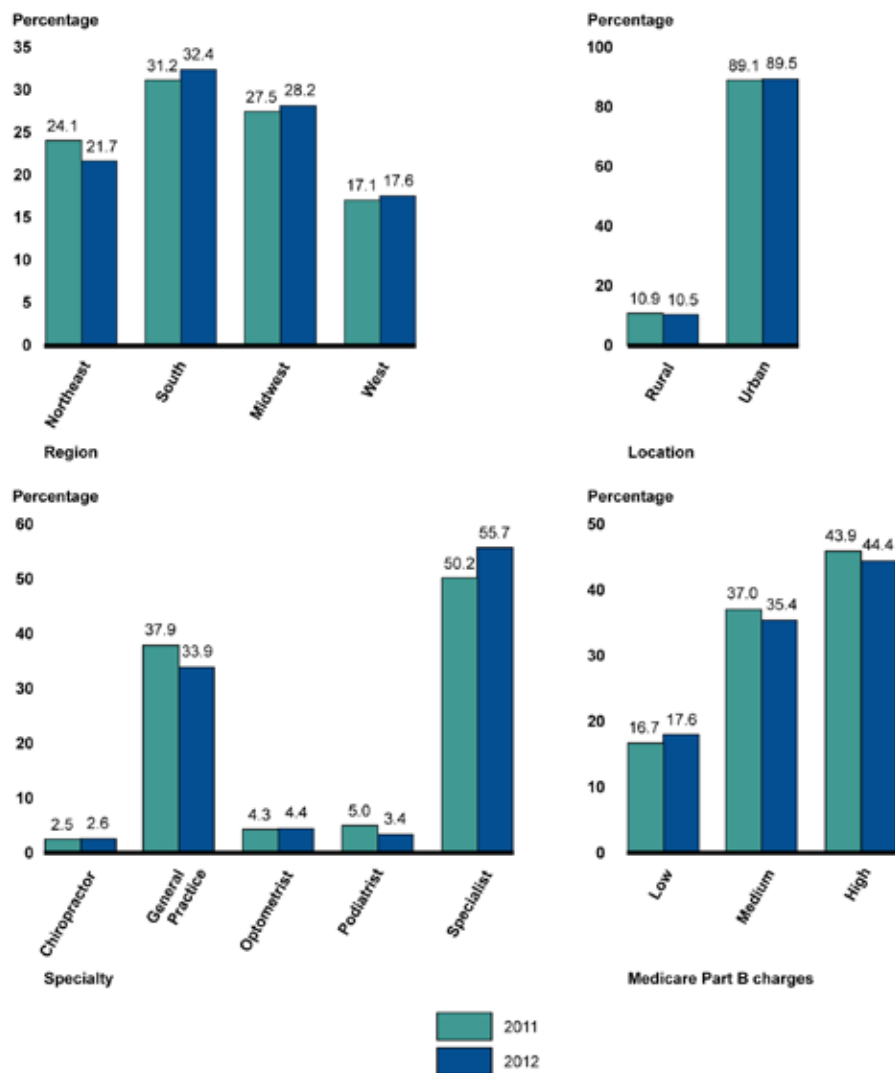 Percentage
35
30
25
20
15
10
5
0
24.1
21.7
31.2
32.4
27.5
28.2
17.1
17.6
Northeast
South
Midwest
West
Region
Percentage
100
80
60
40
20
0
10.9
10.5
89.1
89.5
Rural
Urban
Location
Percentage
60
50
40
30
20
10
0
2.5
2.6
37.9
33.9
4.3
4.4
5.0
3.4
50.2
55.7
Chiropractor
General
Practice
Optometrist
Podiatrist
Specialist
Specialty
Percentage
50
40
30
20
10
0
16.7
17.6
37.0
35.4
43.9
44.4
Low
Medium
High
Medicare Part B charges
2011
2012